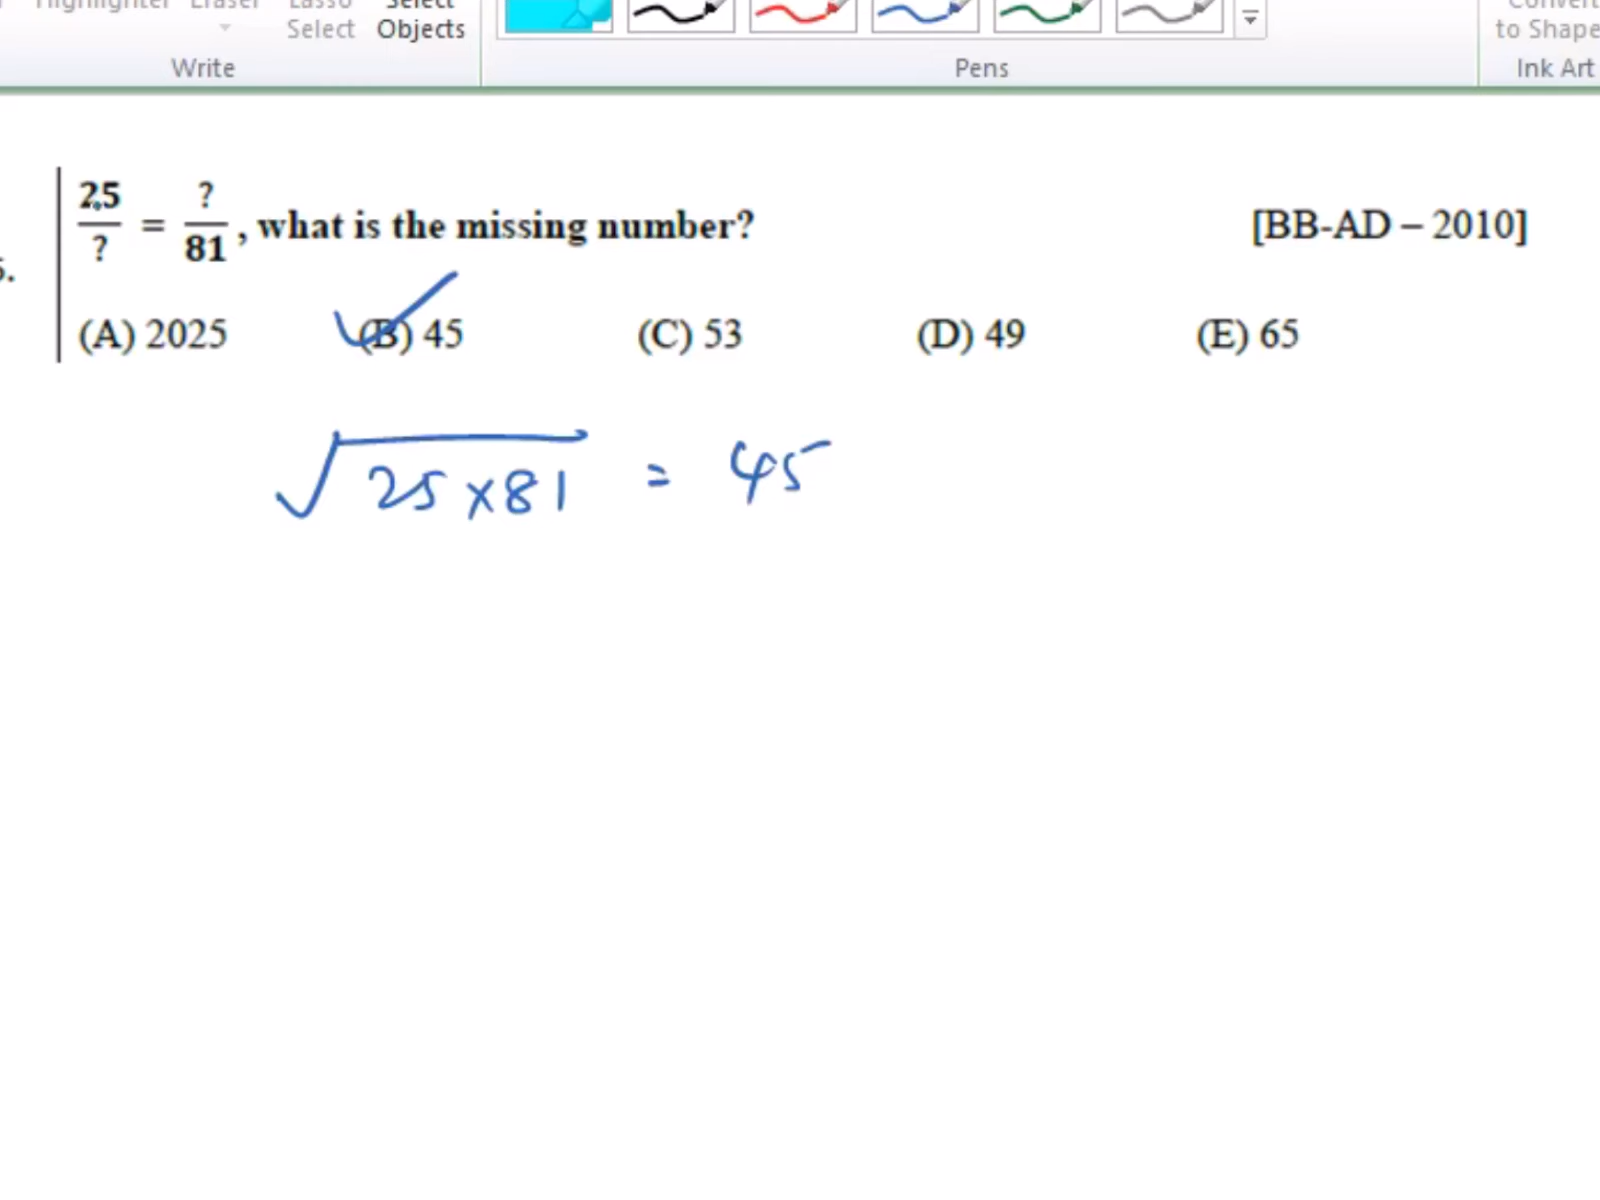 Highlighter Eraser Lasso Select Select Objects
Convert to Shape
Write Pens Ink Art
25/? = ?/81, what is the missing number? [BB-AD – 2010]
(A) 2025 (B) 45 (C) 53 (D) 49 (E) 65
√25×81 = 45